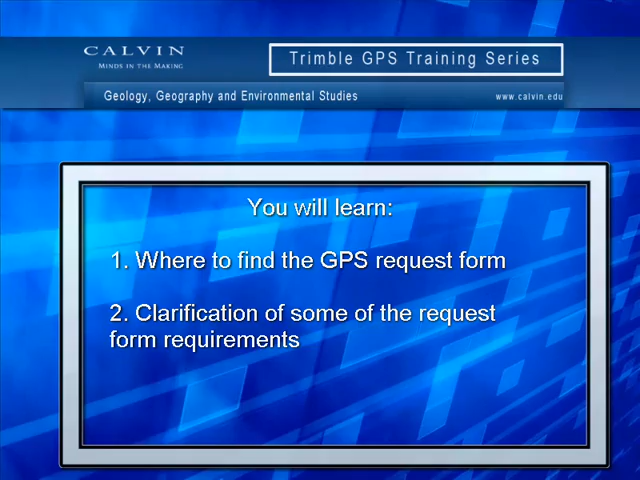 CALVIN
MINDS IN THE MAKING
Trimble GPS Training Series
Geology, Geography and Environmental Studies
www.calvin.edu
You will learn:
1. Where to find the GPS request form
2. Clarification of some of the request
form requirements